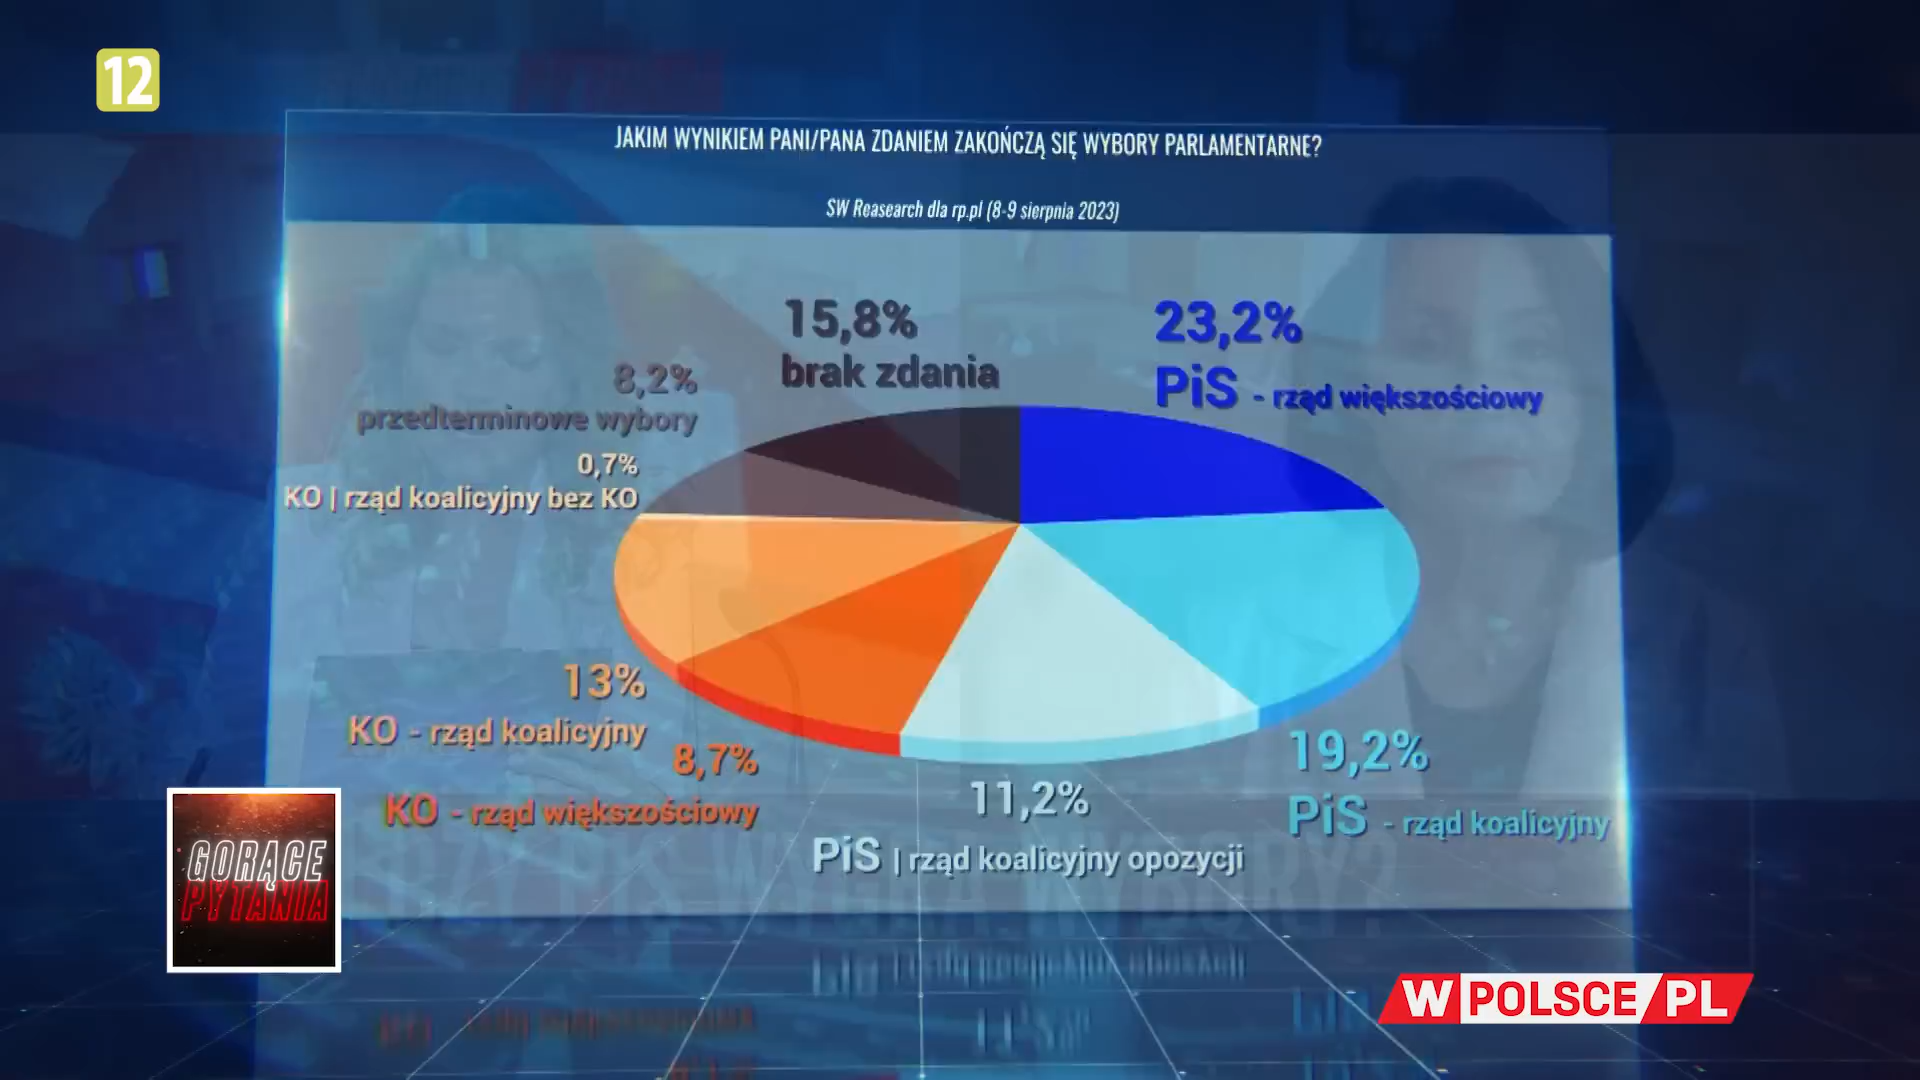 12
JAKIM WYNIKIEM PANI/PANA ZDANIEM ZAKOŃCZĄ SIĘ WYBORY PARLAMENTARNE?
SW Reasearch dla rp.pl (8-9 sierpnia 2023)
15,8%
brak zdania
23,2%
PiS - rząd większościowy
8,2%
przedterminowe wybory
0,7%
KO | rząd koalicyjny bez KO
13%
KO - rząd koalicyjny
8,7%
KO - rząd większościowy
11,2%
PiS | rząd koalicyjny opozycji
19,2%
PiS - rząd koalicyjny
GORĄCE
PYTANIA
WPOLSCE/PL